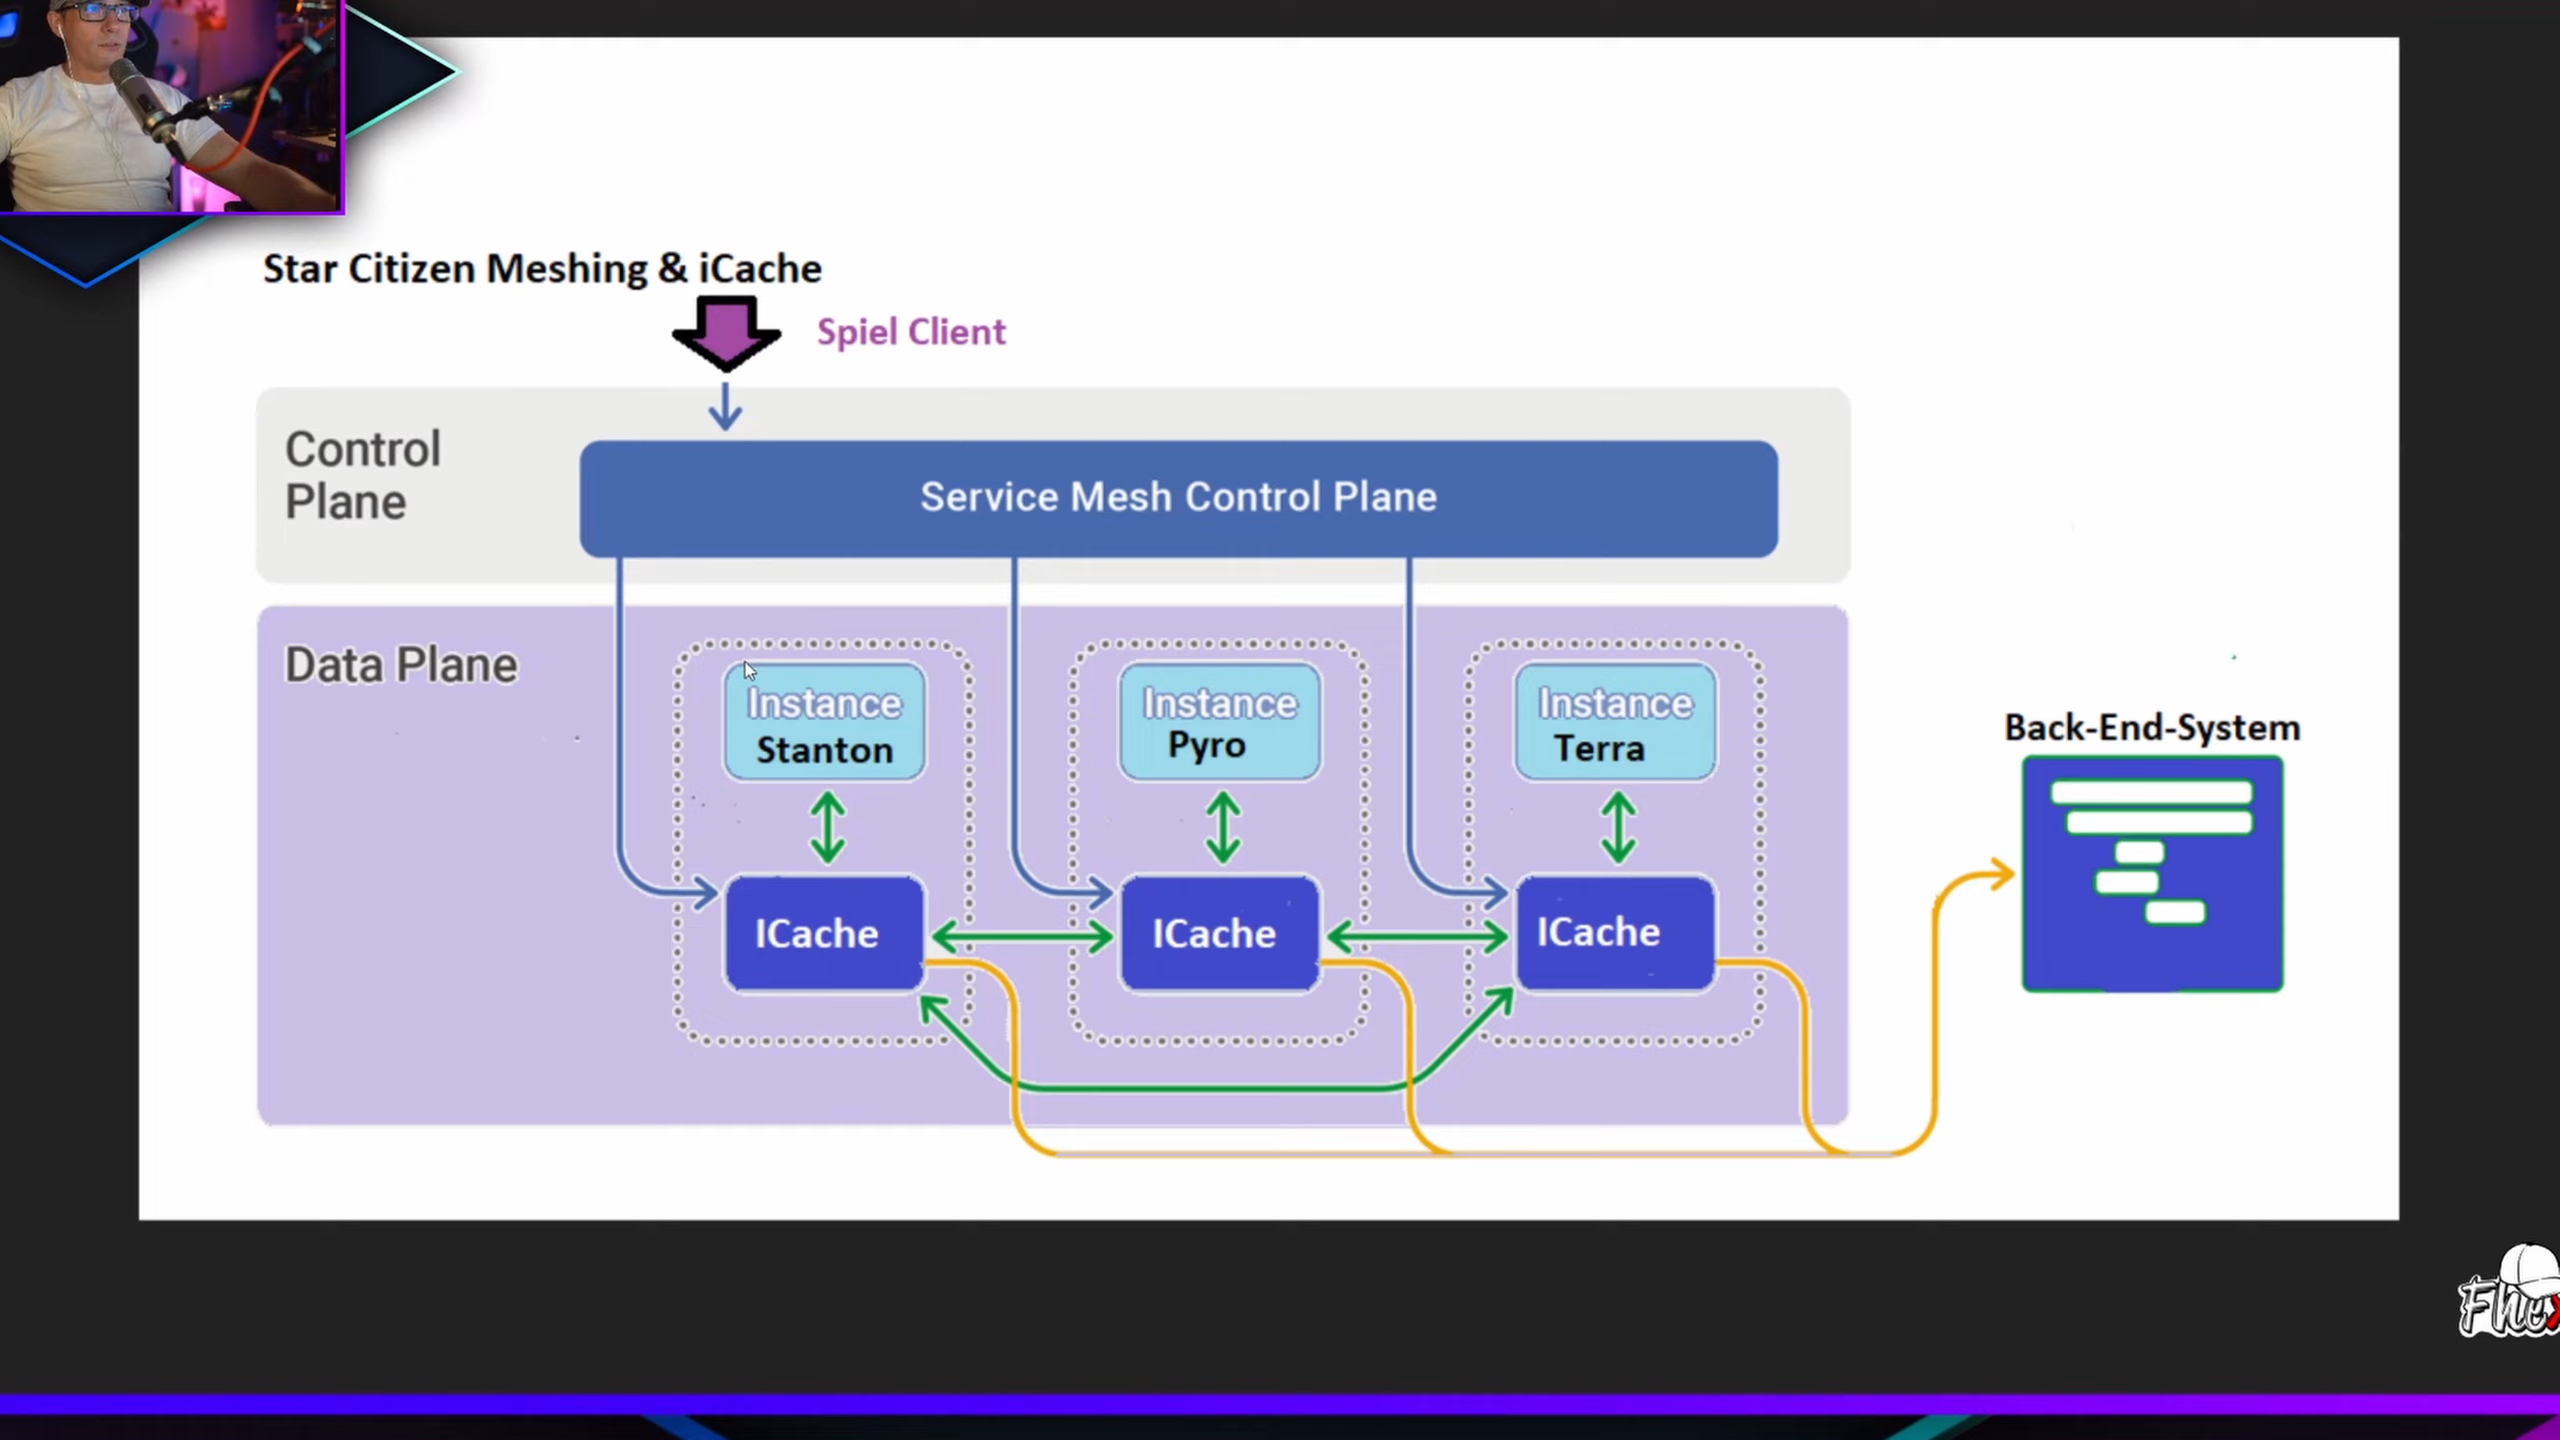 Star Citizen Meshing & iCache
Spiel Client
Control
Plane
Service Mesh Control Plane
Data Plane
Instance
Stanton
Instance
Pyro
Instance
Terra
Back-End-System
ICache
ICache
ICache